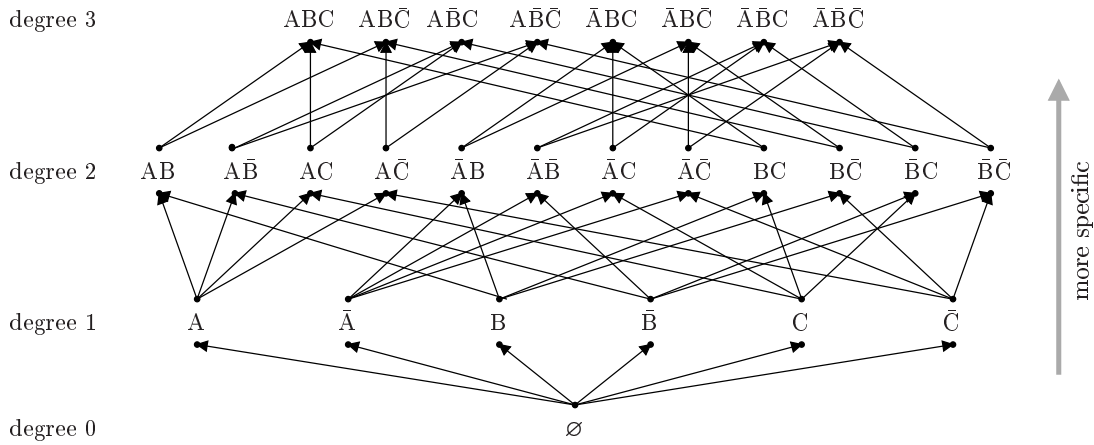 degree 3 ABC ABC̄ AB̄C AB̄C̄ ĀBC ĀBC̄ ĀB̄C ĀB̄C̄
degree 2 AB AB̄ AC AC̄ ĀB ĀB̄ ĀC ĀC̄ BC BC̄ B̄C B̄C̄
more specific
degree 1 A Ā B B̄ C C̄
degree 0 ∅